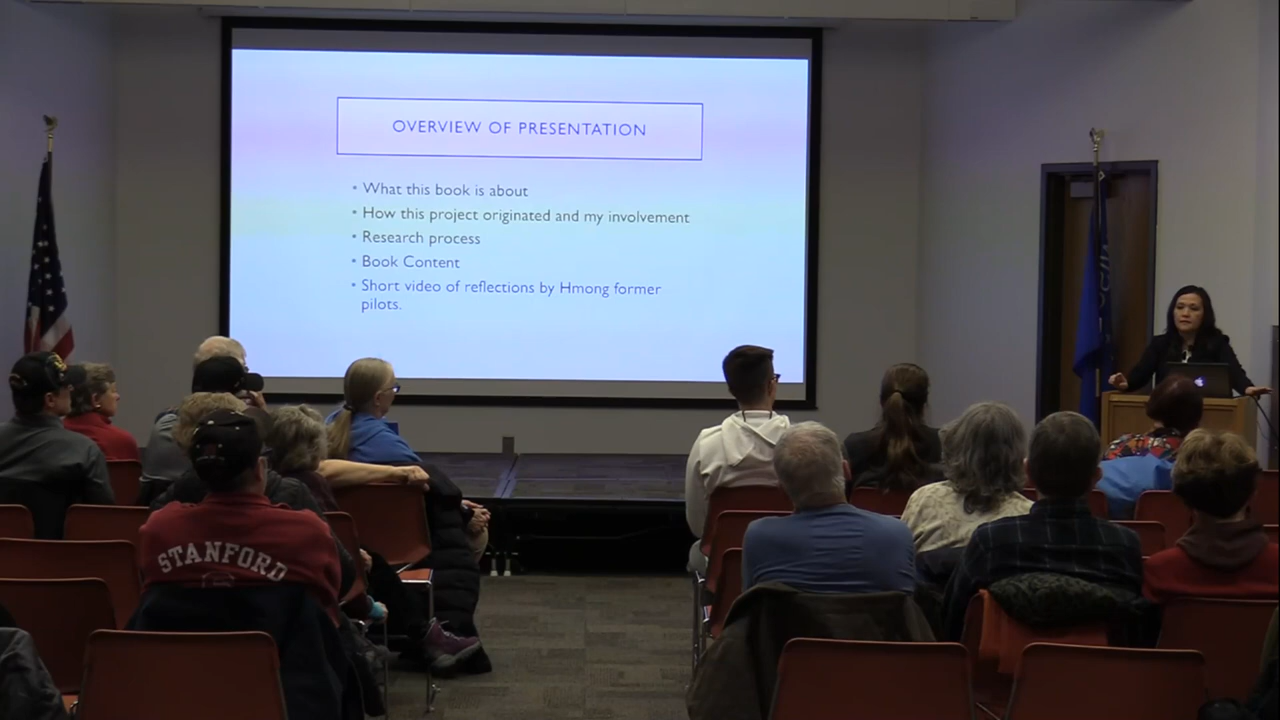 OVERVIEW OF PRESENTATION
• What this book is about
• How this project originated and my involvement
• Research process
• Book Content
• Short video of reflections by Hmong former
pilots.
STANFORD